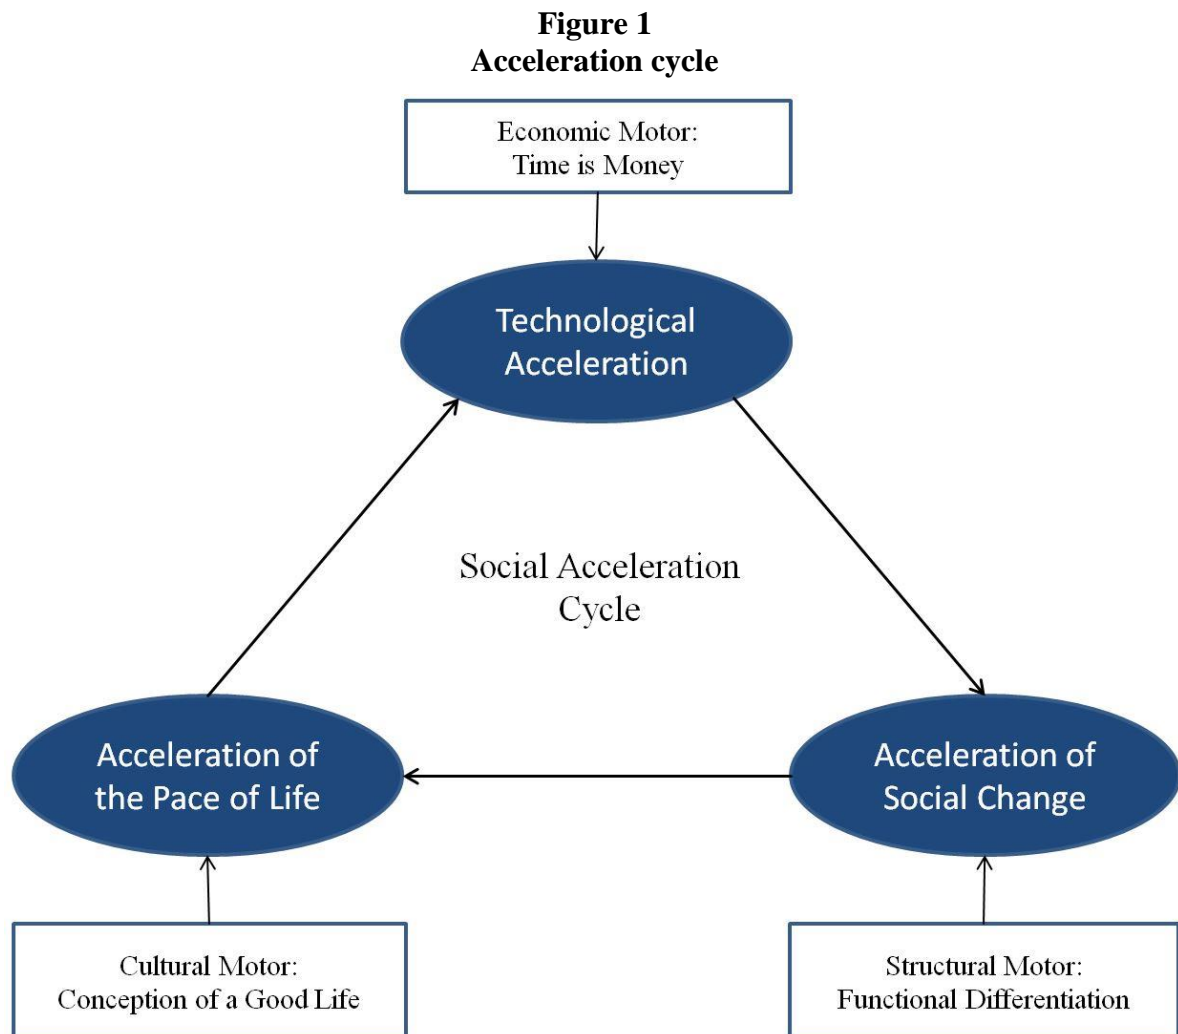 Figure 1
Acceleration cycle
Economic Motor:
Time is Money
Technological
Acceleration
Social Acceleration
Cycle
Acceleration of
the Pace of Life
Acceleration of
Social Change
Cultural Motor:
Conception of a Good Life
Structural Motor:
Functional Differentiation